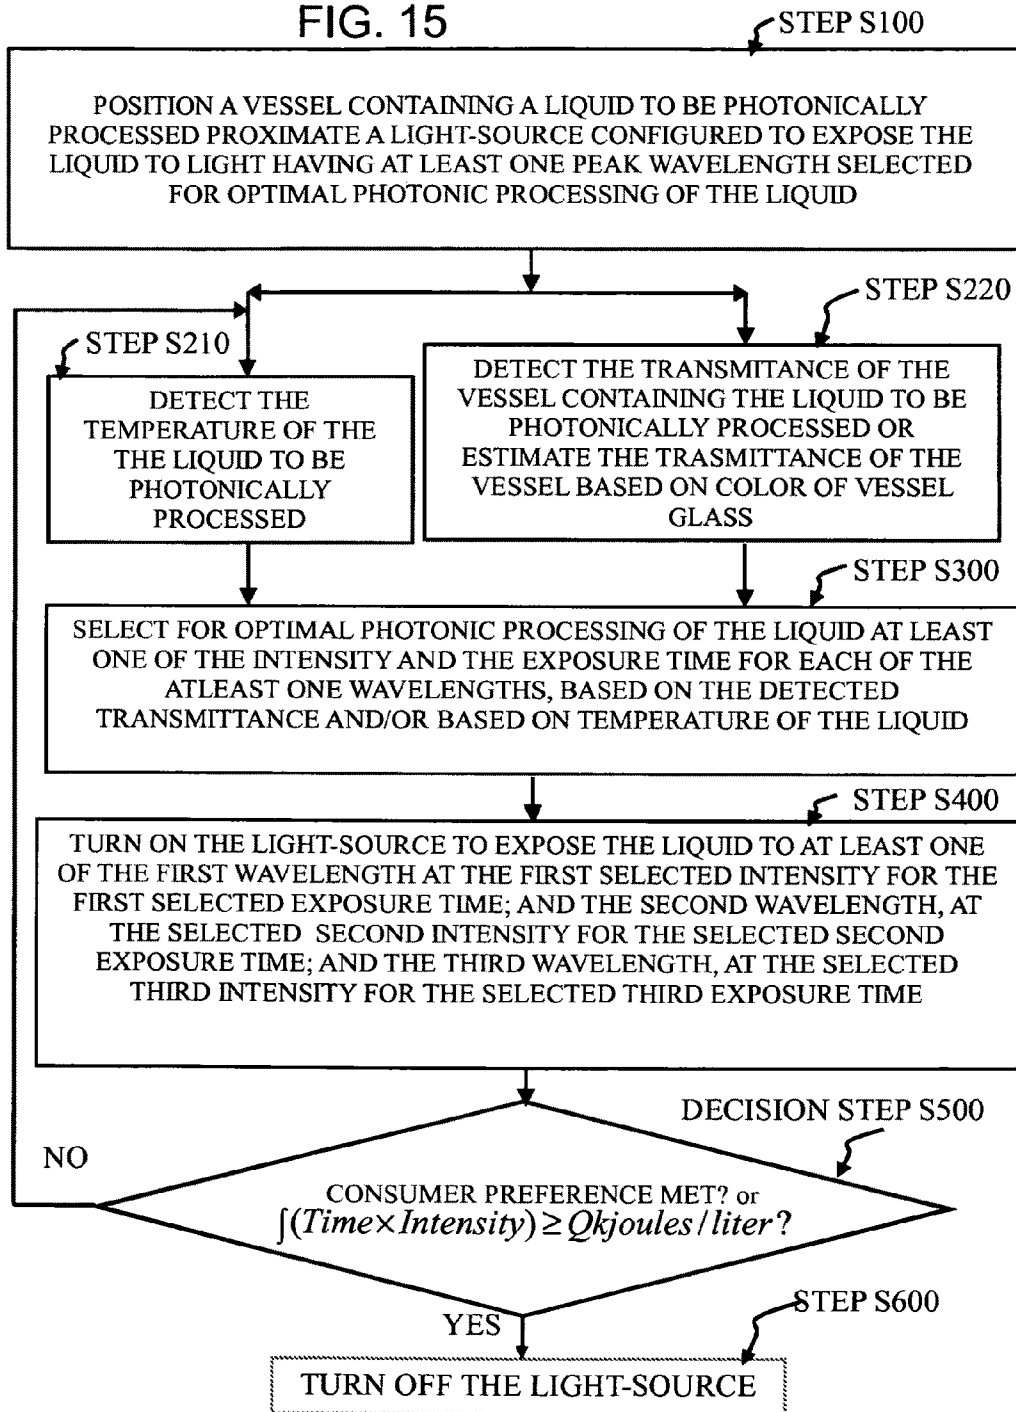 FIG. 15
STEP S100
POSITION A VESSEL CONTAINING A LIQUID TO BE PHOTONICALLY
PROCESSED PROXIMATE A LIGHT-SOURCE CONFIGURED TO EXPOSE THE
LIQUID TO LIGHT HAVING AT LEAST ONE PEAK WAVELENGTH SELECTED
FOR OPTIMAL PHOTONIC PROCESSING OF THE LIQUID
STEP S210
DETECT THE
TEMPERATURE OF THE
THE LIQUID TO BE
PHOTONICALLY
PROCESSED
STEP S220
DETECT THE TRANSMITANCE OF THE
VESSEL CONTAINING THE LIQUID TO BE
PHOTONICALLY PROCESSED OR
ESTIMATE THE TRASMITTANCE OF THE
VESSEL BASED ON COLOR OF VESSEL
GLASS
STEP S300
SELECT FOR OPTIMAL PHOTONIC PROCESSING OF THE LIQUID AT LEAST
ONE OF THE INTENSITY AND THE EXPOSURE TIME FOR EACH OF THE
ATLEAST ONE WAVELENGTHS, BASED ON THE DETECTED
TRANSMITTANCE AND/OR BASED ON TEMPERATURE OF THE LIQUID
STEP S400
TURN ON THE LIGHT-SOURCE TO EXPOSE THE LIQUID TO AT LEAST ONE
OF THE FIRST WAVELENGTH AT THE FIRST SELECTED INTENSITY FOR THE
FIRST SELECTED EXPOSURE TIME; AND THE SECOND WAVELENGTH, AT
THE SELECTED SECOND INTENSITY FOR THE SELECTED SECOND
EXPOSURE TIME; AND THE THIRD WAVELENGTH, AT THE SELECTED
THIRD INTENSITY FOR THE SELECTED THIRD EXPOSURE TIME
DECISION STEP S500
NO
CONSUMER PREFERENCE MET? or
∫(Time×Intensity) ≥ Qkjoules/liter?
YES
STEP S600
TURN OFF THE LIGHT-SOURCE